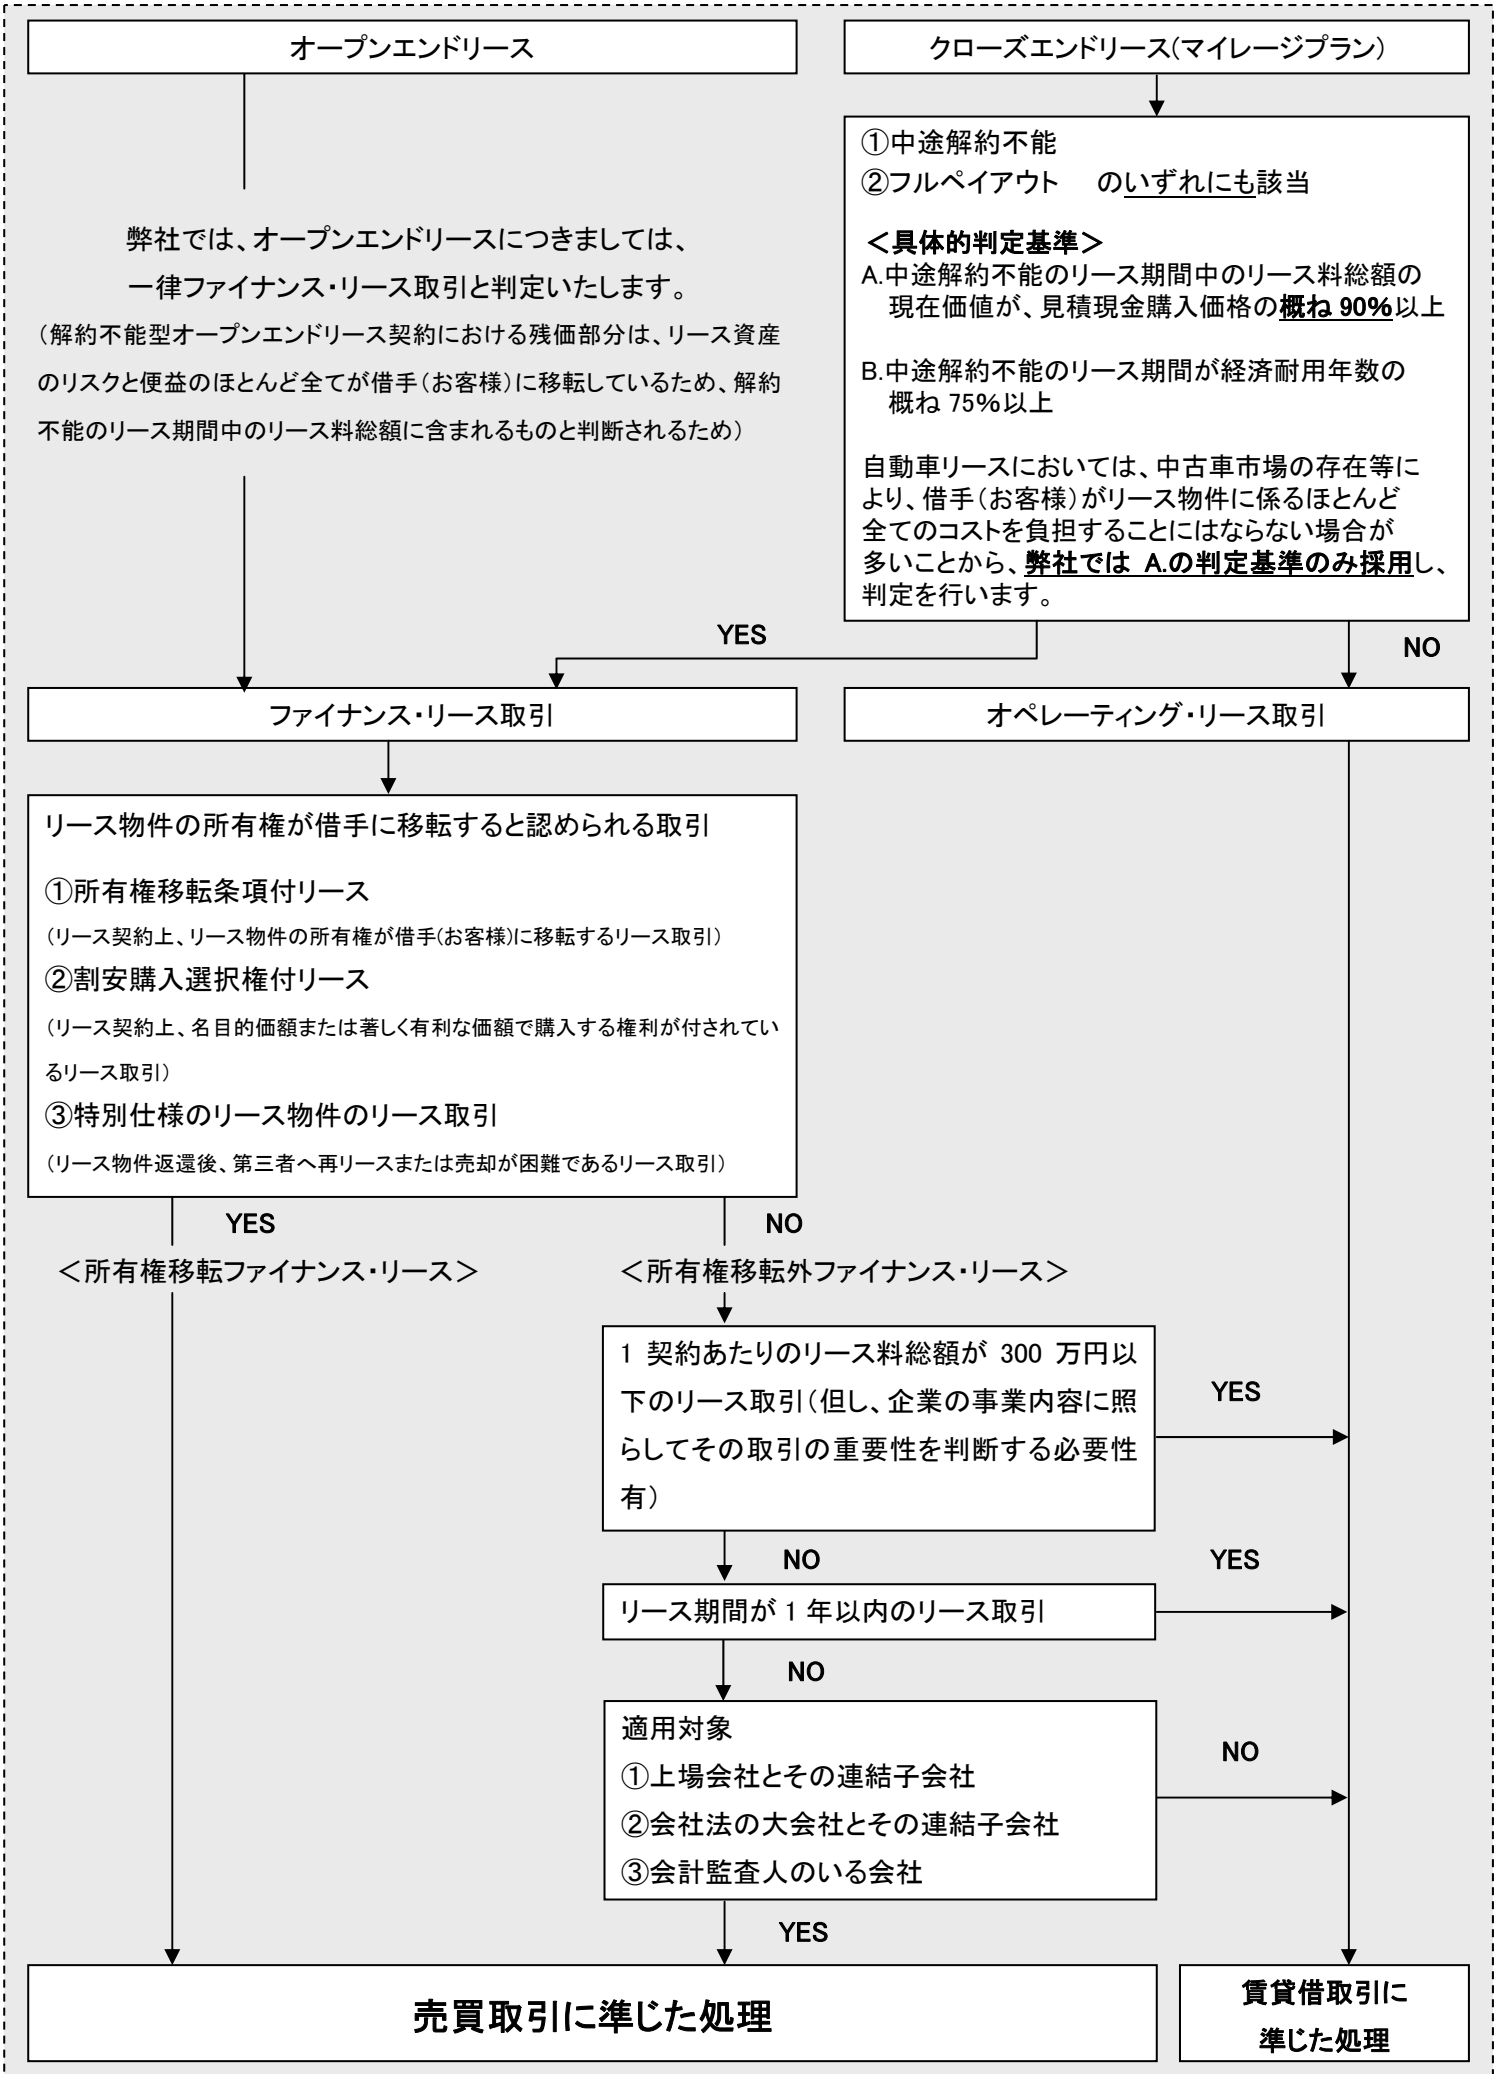 オープンエンドリース
クローズエンドリース(マイレージプラン)
弊社では、オープンエンドリースにつきましては、
一律ファイナンス・リース取引と判定いたします。
（解約不能型オープンエンドリース契約における残価部分は、リース資産
のリスクと便益のほとんど全てが借手（お客様）に移転しているため、解約
不能のリース期間中のリース料総額に含まれるものと判断されるため）
①中途解約不能
②フルペイアウト　のいずれにも該当
＜具体的判定基準＞
A.中途解約不能のリース期間中のリース料総額の
現在価値が、見積現金購入価格の概ね 90%以上
B.中途解約不能のリース期間が経済耐用年数の
概ね 75%以上
自動車リースにおいては、中古車市場の存在等に
より、借手（お客様）がリース物件に係るほとんど
全てのコストを負担することにはならない場合が
多いことから、弊社では A.の判定基準のみ採用し、
判定を行います。
YES
NO
ファイナンス・リース取引
オペレーティング・リース取引
リース物件の所有権が借手に移転すると認められる取引
①所有権移転条項付リース
（リース契約上、リース物件の所有権が借手(お客様)に移転するリース取引）
②割安購入選択権付リース
（リース契約上、名目的価額または著しく有利な価額で購入する権利が付されてい
るリース取引）
③特別仕様のリース物件のリース取引
（リース物件返還後、第三者へ再リースまたは売却が困難であるリース取引）
YES
NO
＜所有権移転ファイナンス・リース＞
＜所有権移転外ファイナンス・リース＞
1 契約あたりのリース料総額が 300 万円以
下のリース取引（但し、企業の事業内容に照
らしてその取引の重要性を判断する必要性
有）
YES
NO
YES
リース期間が 1 年以内のリース取引
NO
適用対象
①上場会社とその連結子会社
②会社法の大会社とその連結子会社
③会計監査人のいる会社
NO
YES
売買取引に準じた処理
賃貸借取引に
準じた処理